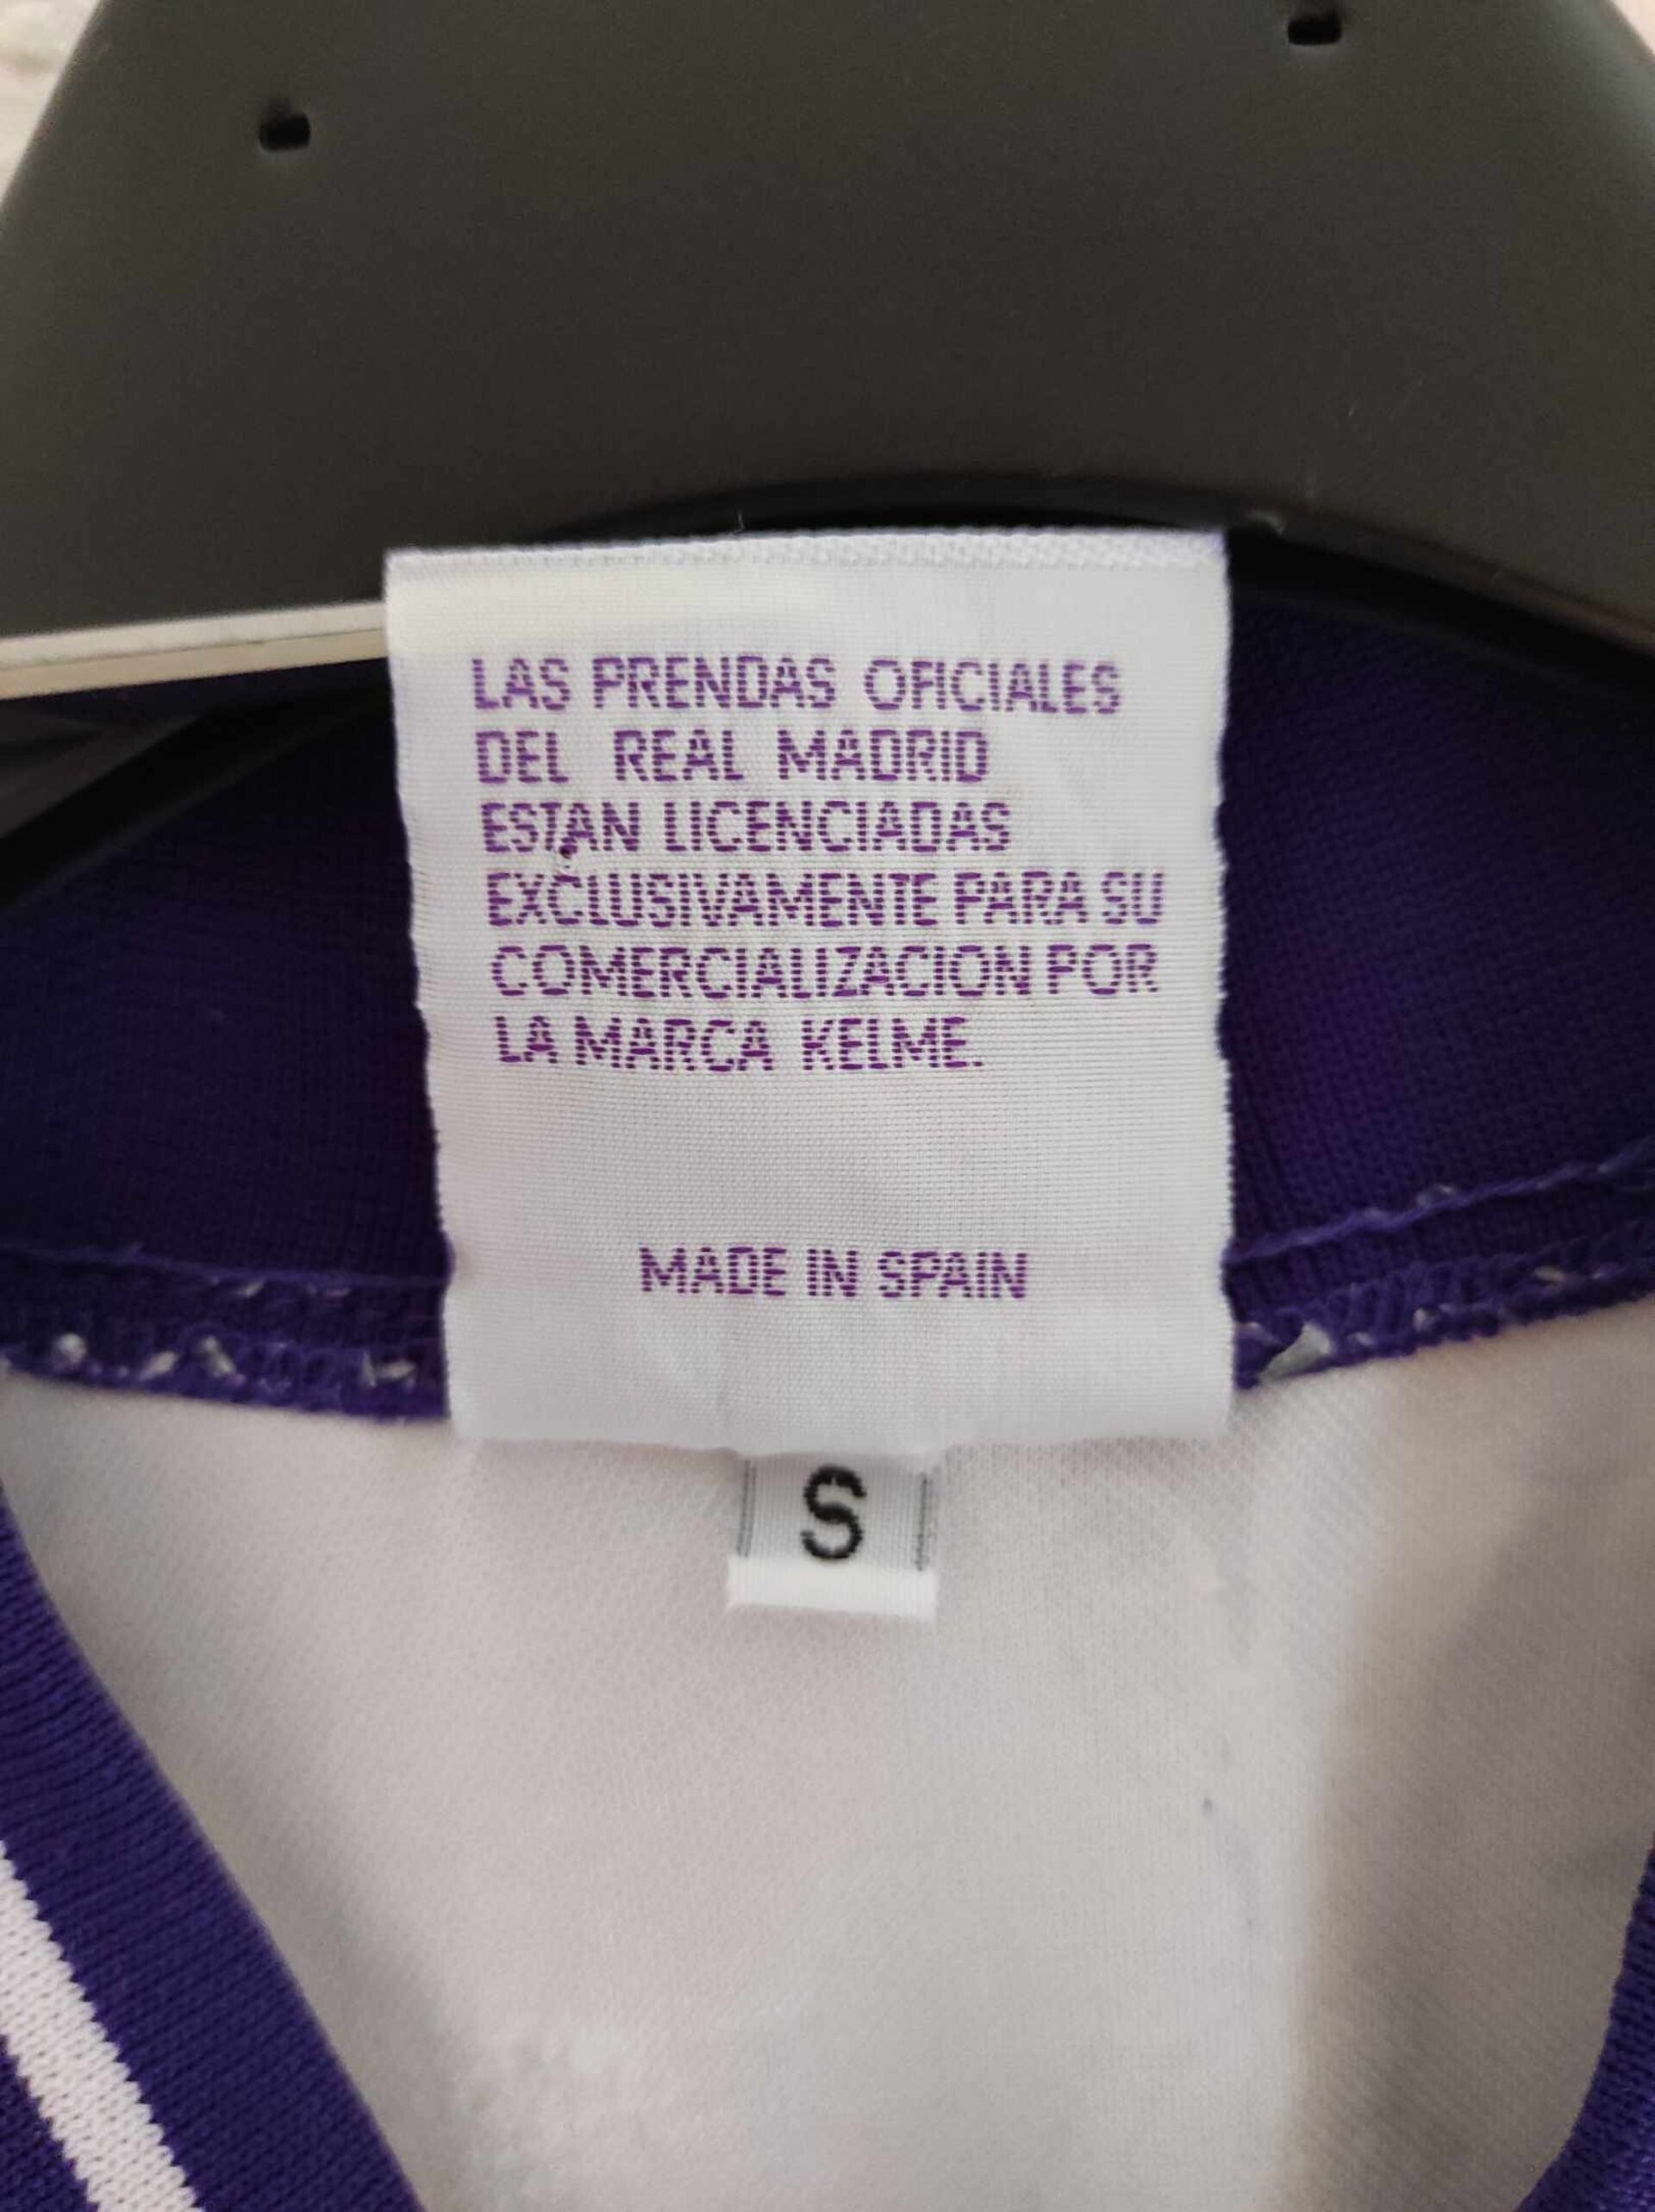 LAS PRENDAS OFICIALES
DEL REAL MADRID
ESTAN LICENCIADAS
EXCLUSIVAMENTE PARA SU
COMERCIALIZACION POR
LA MARCA KELME.
MADE IN SPAIN
S